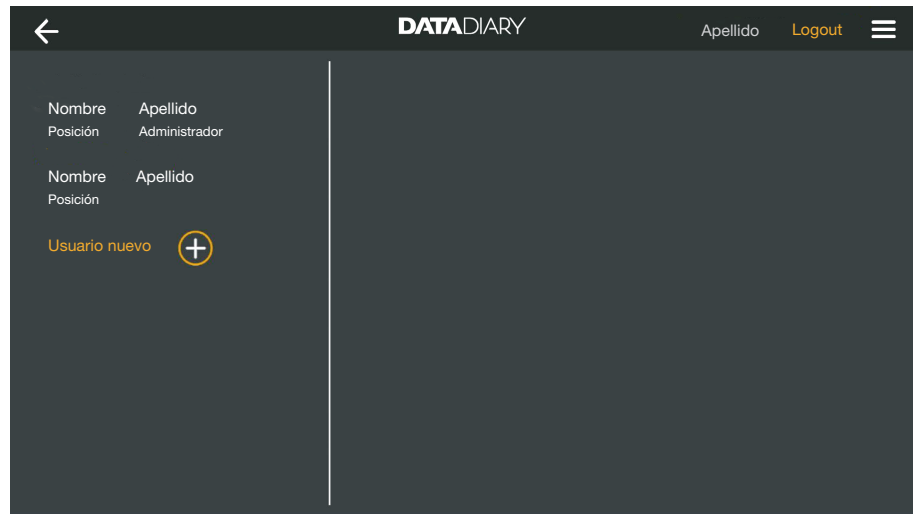 DATADIARY
Apellido Logout
Nombre Apellido
Posición Administrador
Nombre Apellido
Posición
Usuario nuevo